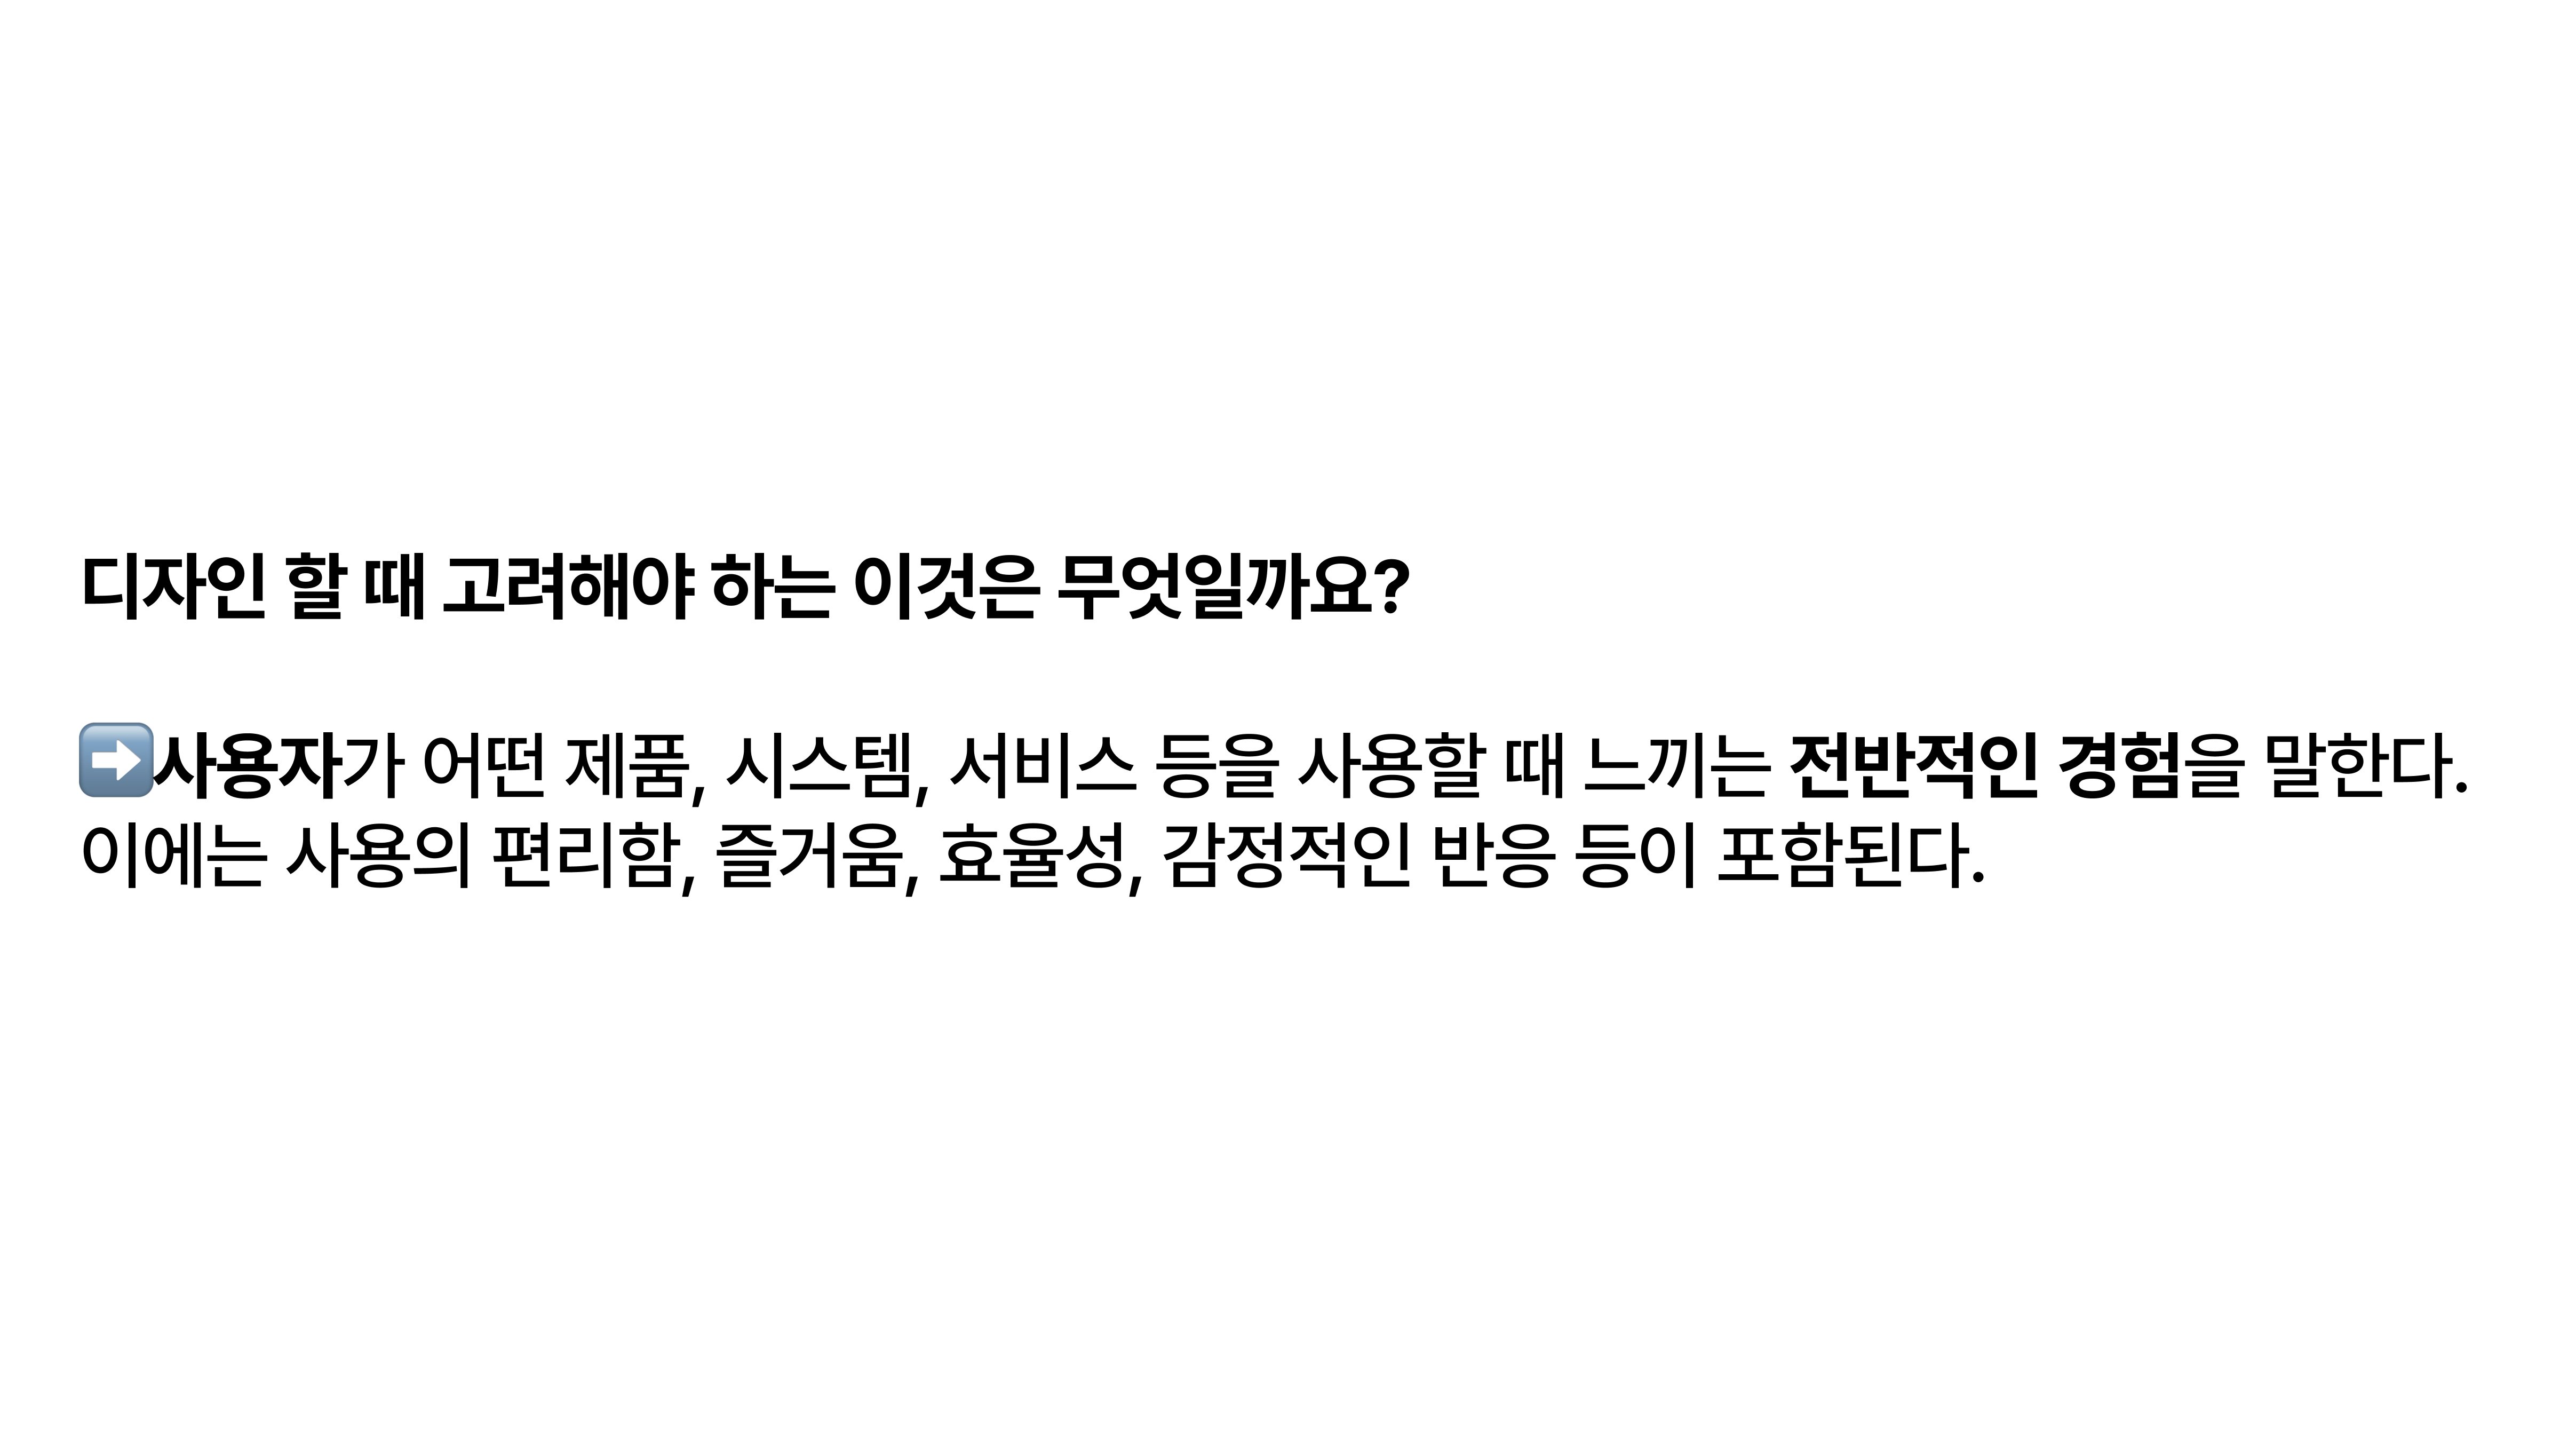 디자인 할 때 고려해야 하는 이것은 무엇일까요?
➡️사용자가 어떤 제품, 시스템, 서비스 등을 사용할 때 느끼는 전반적인 경험을 말한다.
이에는 사용의 편리함, 즐거움, 효율성, 감정적인 반응 등이 포함된다.